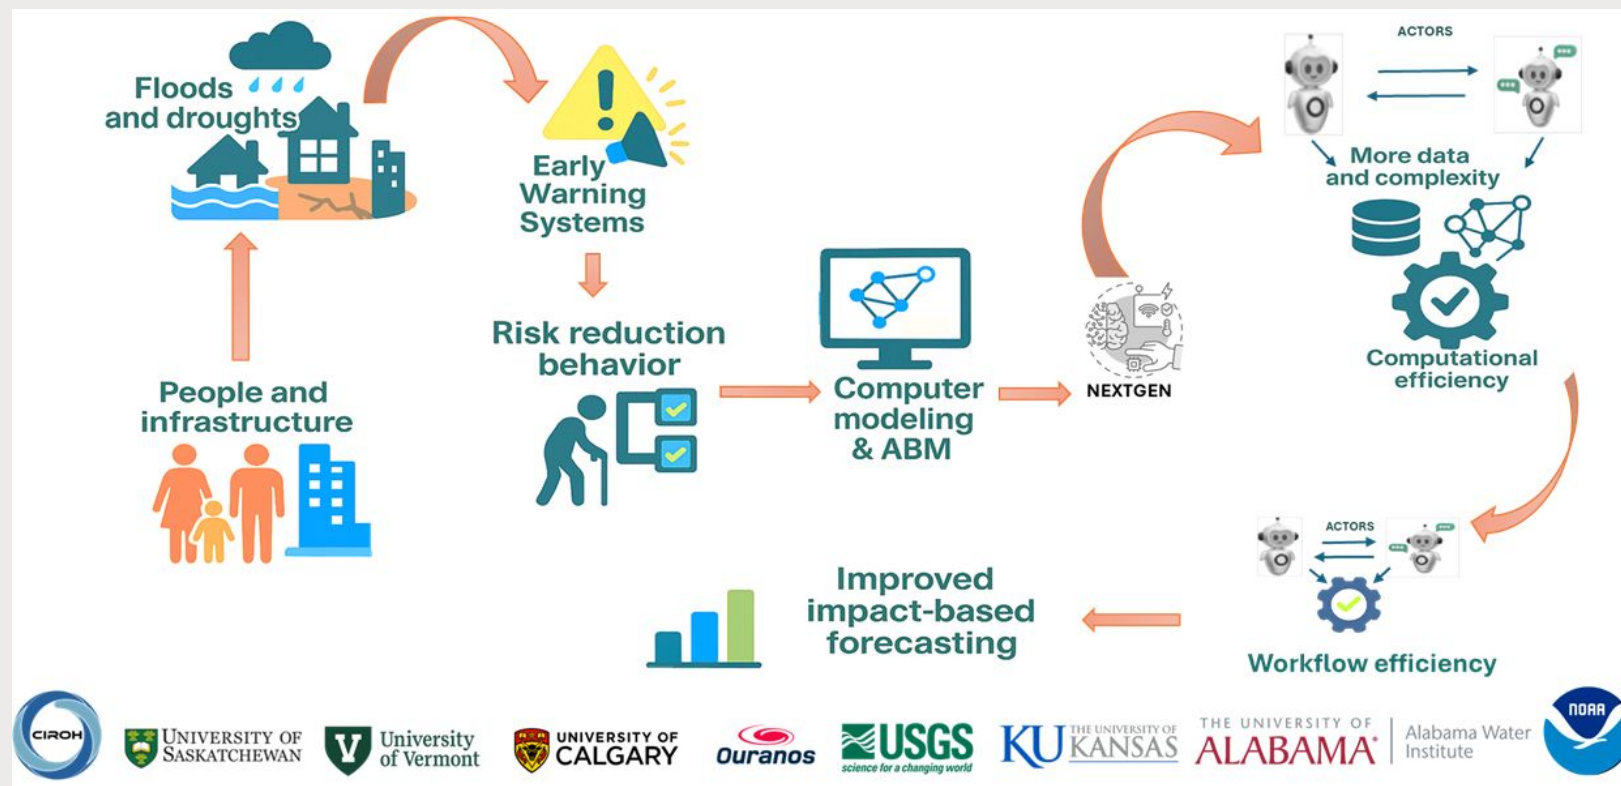 Floods
and droughts
Early
Warning
Systems
People and
infrastructure
Risk reduction
behavior
Computer
modeling
& ABM
NEXTGEN
ACTORS
More data
and complexity
Computational
efficiency
ACTORS
Workflow efficiency
Improved
impact-based
forecasting
CIROH
UNIVERSITY OF
SASKATCHEWAN
V
University
of Vermont
UNIVERSITY OF
CALGARY
Ouranos
USGS
science for a changing world
KU
THE UNIVERSITY OF
KANSAS
THE UNIVERSITY OF
ALABAMA®
Alabama Water
Institute
NOAA